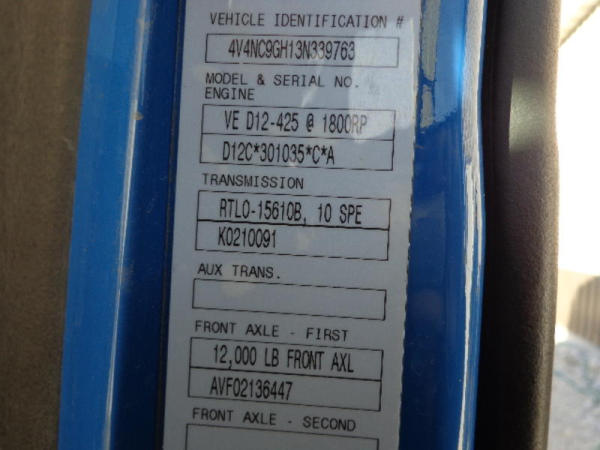 VEHICLE IDENTIFICATION #
4V4NC9GH13N339763
MODEL & SERIAL NO.
ENGINE
VE D12-425 @ 1800RP
D12C*301035*C*A
TRANSMISSION
RTLO-15610B, 10 SPE
K0210091
AUX TRANS.
FRONT AXLE - FIRST
12,000 LB FRONT AXL
AVF02136447
FRONT AXLE - SECOND